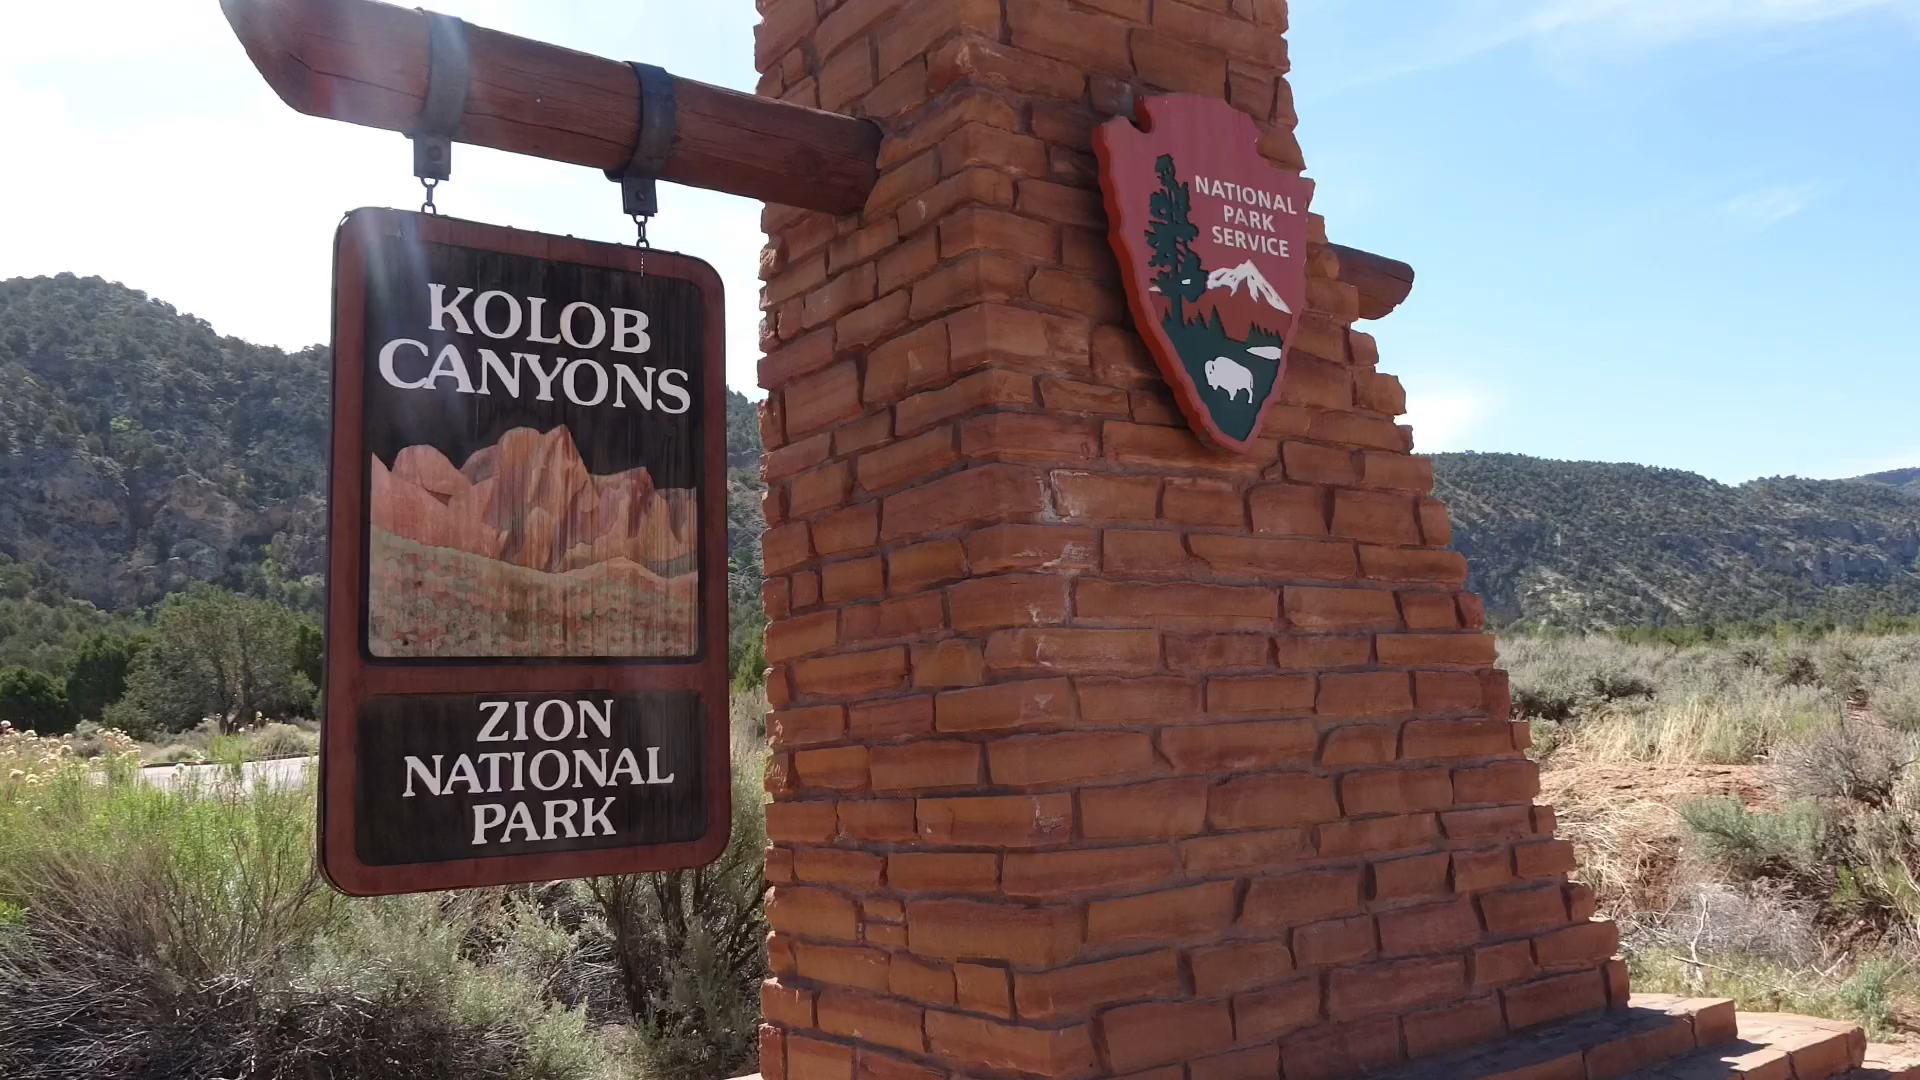 KOLOB
CANYONS
ZION
NATIONAL
PARK
NATIONAL
PARK
SERVICE